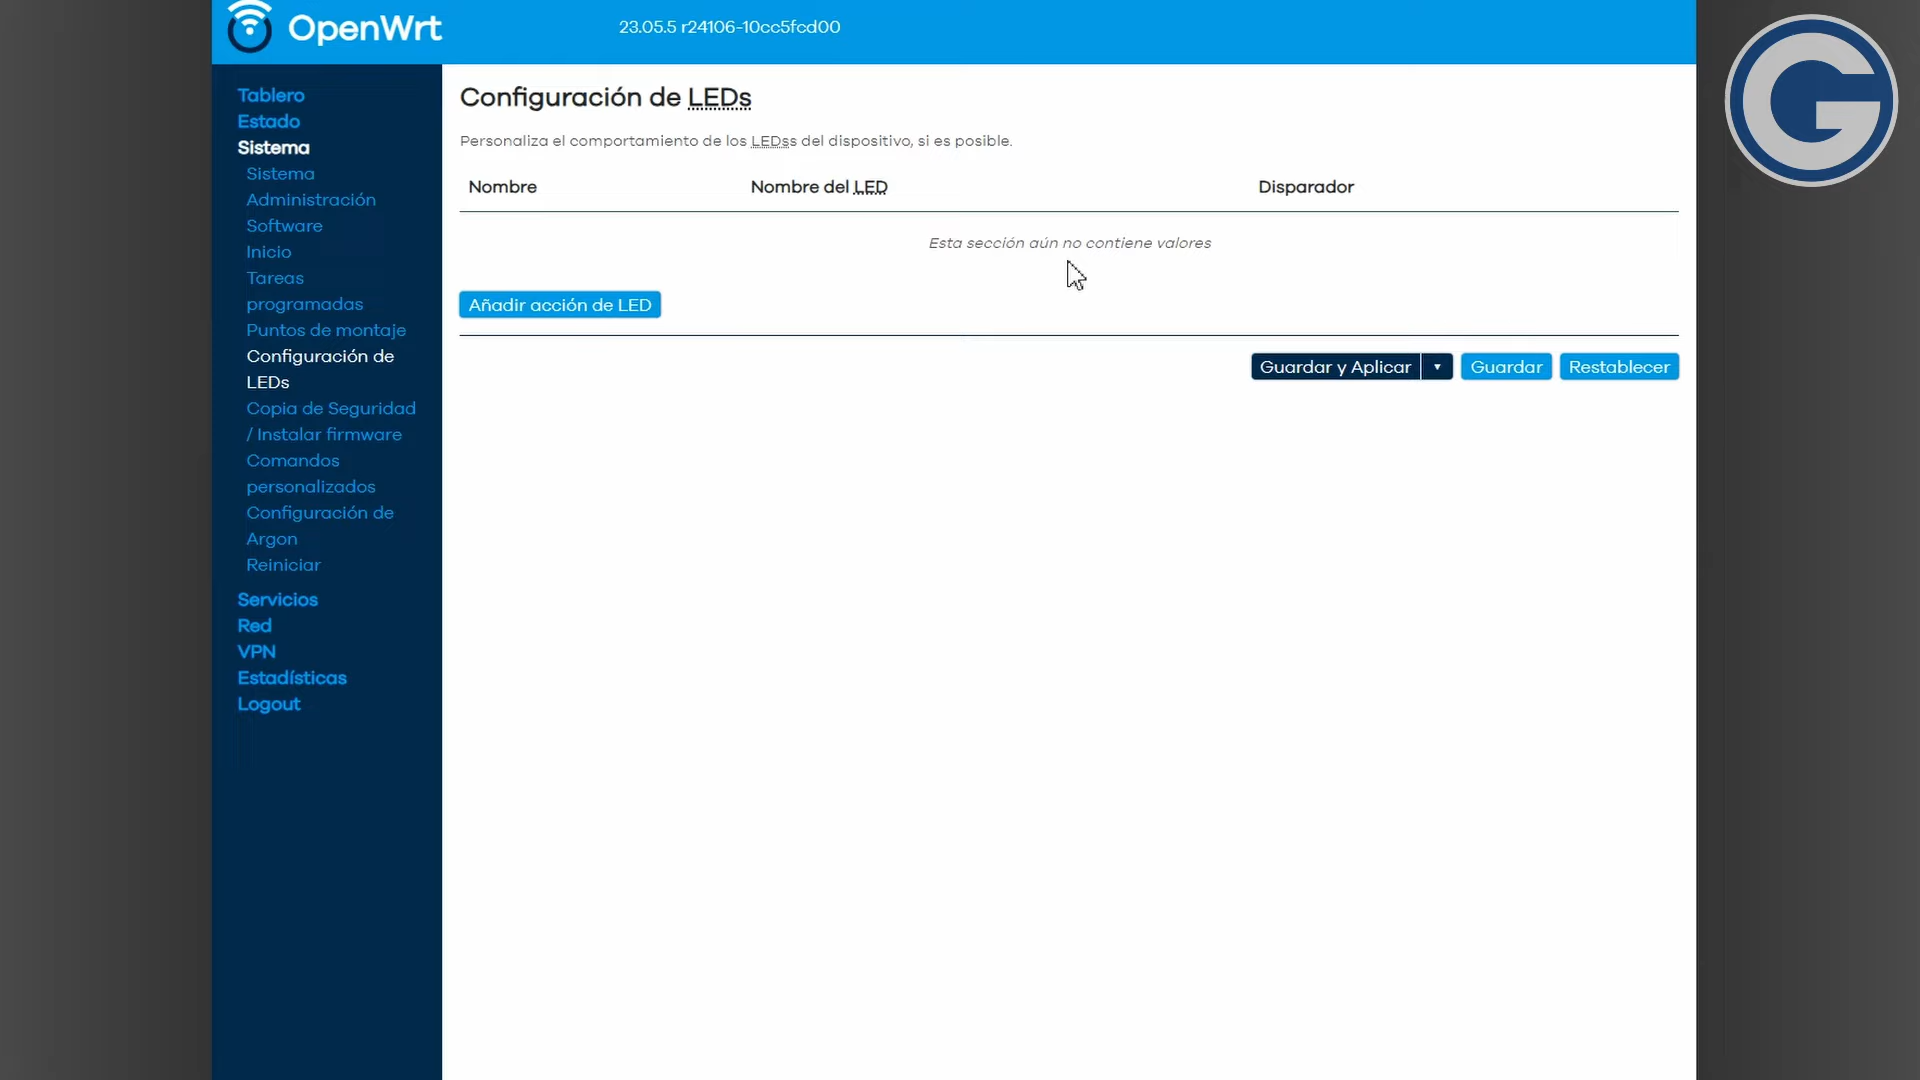 OpenWrt
23.05.5 r24106-10cc5fcd00
G
Tablero
Estado
Sistema
Sistema
Administración
Software
Inicio
Tareas
programadas
Puntos de montaje
Configuración de
LEDs
Copia de Seguridad
/ Instalar firmware
Comandos
personalizados
Configuración de
Argon
Reiniciar
Servicios
Red
VPN
Estadísticas
Logout
Configuración de LEDs
Personaliza el comportamiento de los LEDss del dispositivo, si es posible.
Nombre Nombre del LED Disparador
Esta sección aún no contiene valores
Añadir acción de LED
Guardar y Aplicar Guardar Restablecer